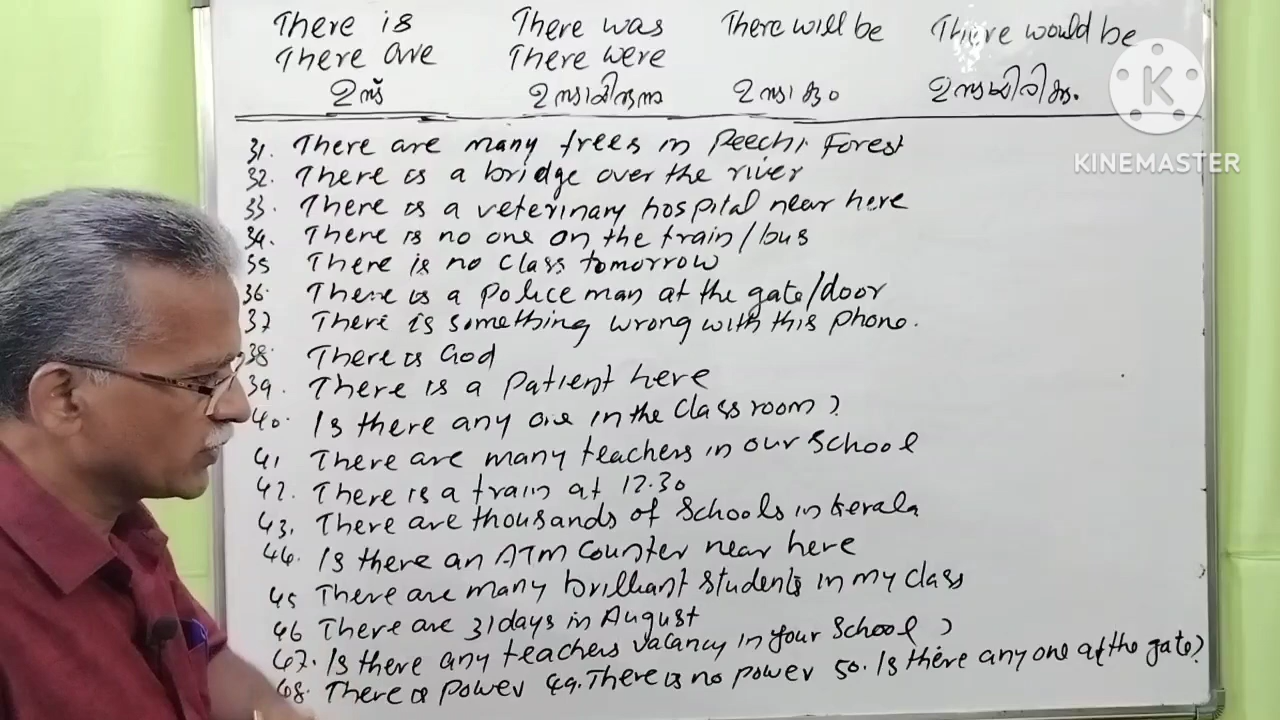 There is There was There will be There would be
There are There were
ഉണ്ട് ഉണ്ടായിരുന്നു ഉണ്ടാകും ഉണ്ടായിരിക്കും.
K
KINEMASTER
31. There are many trees in Peechi Forest
32. There is a bridge over the river
33. There is a veterinary hospital near here
34. There is no one on the train/bus
35 There is no class tomorrow
36. There is a police man at the gate/door
37 There is something wrong with this phone.
38. There is God
39. There is a patient here
40. Is there any one in the class room?
41 There are many teachers in our school
42. There is a train at 12.30
43. There are thousands of schools in Kerala
44. Is there an ATM counter near here
45 There are many brilliant students in my class
46 There are 31 days in August
47. Is there any teachers vacancy in your school?
48. There is power 49. There is no power 50. Is there any one at the gate?